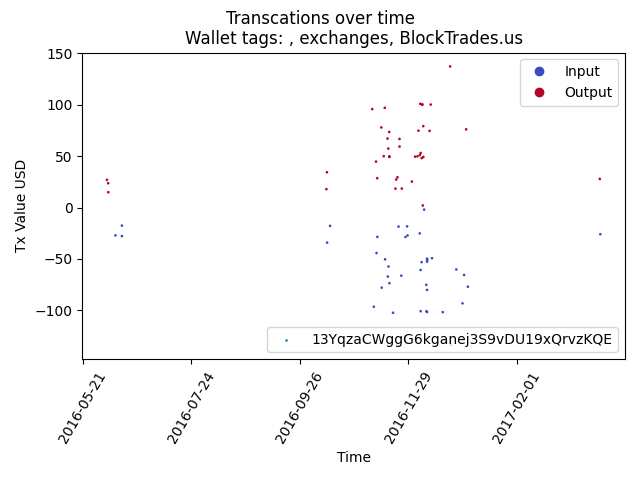 Transcations over time
Wallet tags: , exchanges, BlockTrades.us
Input
Output
150
100
50
0
−50
−100
Tx Value USD
13YqzaCWggG6kganej3S9vDU19xQrvzKQE
2016-05-21
2016-07-24
2016-09-26
2016-11-29
2017-02-01
Time